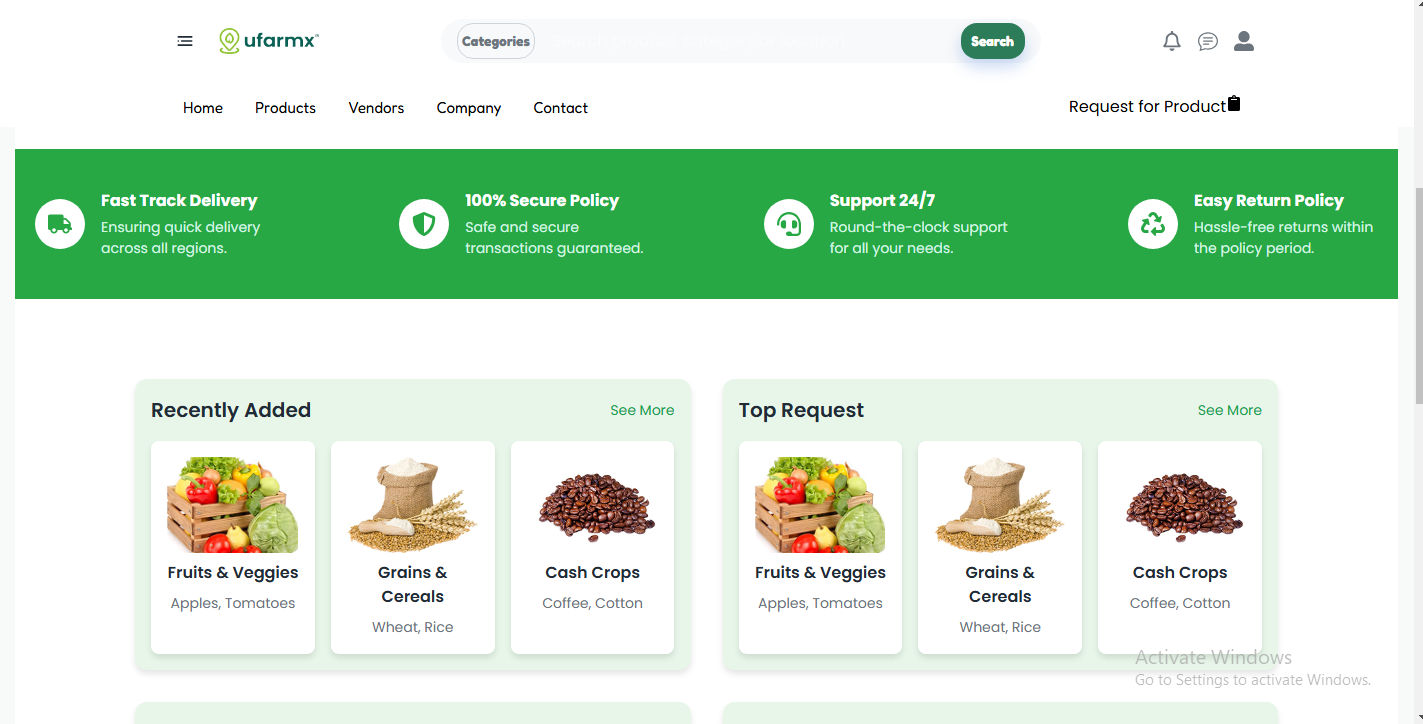 ufarmx™
Categories
Search
Home
Products
Vendors
Company
Contact
Request for Product
Fast Track Delivery
Ensuring quick delivery
across all regions.
100% Secure Policy
Safe and secure
transactions guaranteed.
Support 24/7
Round-the-clock support
for all your needs.
Easy Return Policy
Hassle-free returns within
the policy period.
Recently Added
See More
Fruits & Veggies
Apples, Tomatoes
Grains &
Cereals
Wheat, Rice
Cash Crops
Coffee, Cotton
Top Request
See More
Fruits & Veggies
Apples, Tomatoes
Grains &
Cereals
Wheat, Rice
Cash Crops
Coffee, Cotton
Activate Windows
Go to Settings to activate Windows.